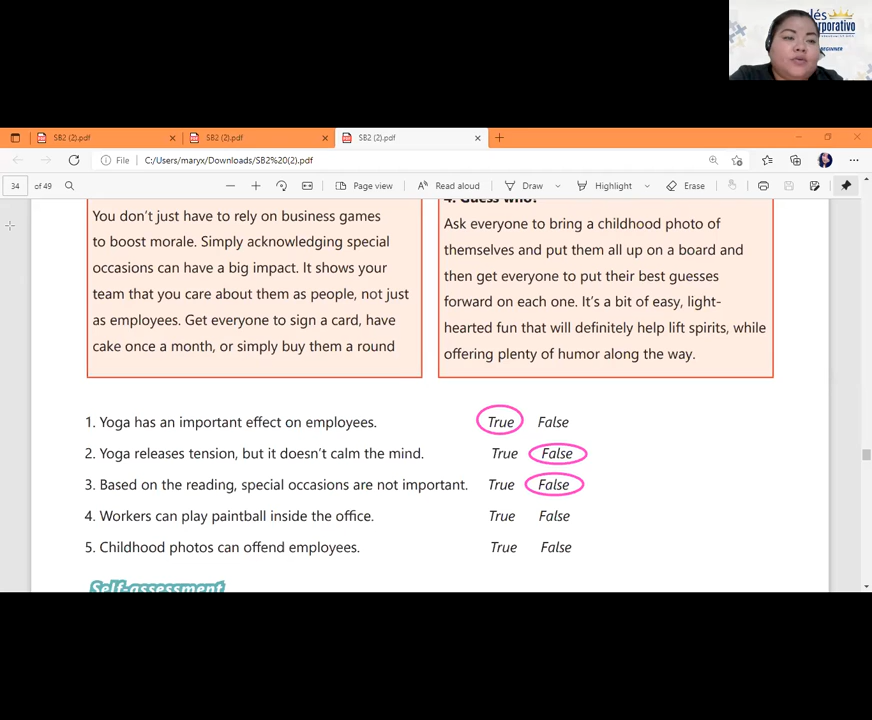 lés
rporativo
BEGINNER
SB2 (2).pdf
SB2 (2).pdf
SB2 (2).pdf
File
C:/Users/maryx/Downloads/SB2%20(2).pdf
34 of 49
Page view
Read aloud
Draw
Highlight
Erase
You don't just have to rely on business games
to boost morale. Simply acknowledging special
occasions can have a big impact. It shows your
team that you care about them as people, not just
as employees. Get everyone to sign a card, have
cake once a month, or simply buy them a round
4. Guess who?
Ask everyone to bring a childhood photo of
themselves and put them all up on a board and
then get everyone to put their best guesses
forward on each one. It's a bit of easy, light-
hearted fun that will definitely help lift spirits, while
offering plenty of humor along the way.
1. Yoga has an important effect on employees. True False
2. Yoga releases tension, but it doesn't calm the mind. True False
3. Based on the reading, special occasions are not important. True False
4. Workers can play paintball inside the office. True False
5. Childhood photos can offend employees. True False
Self-assessment